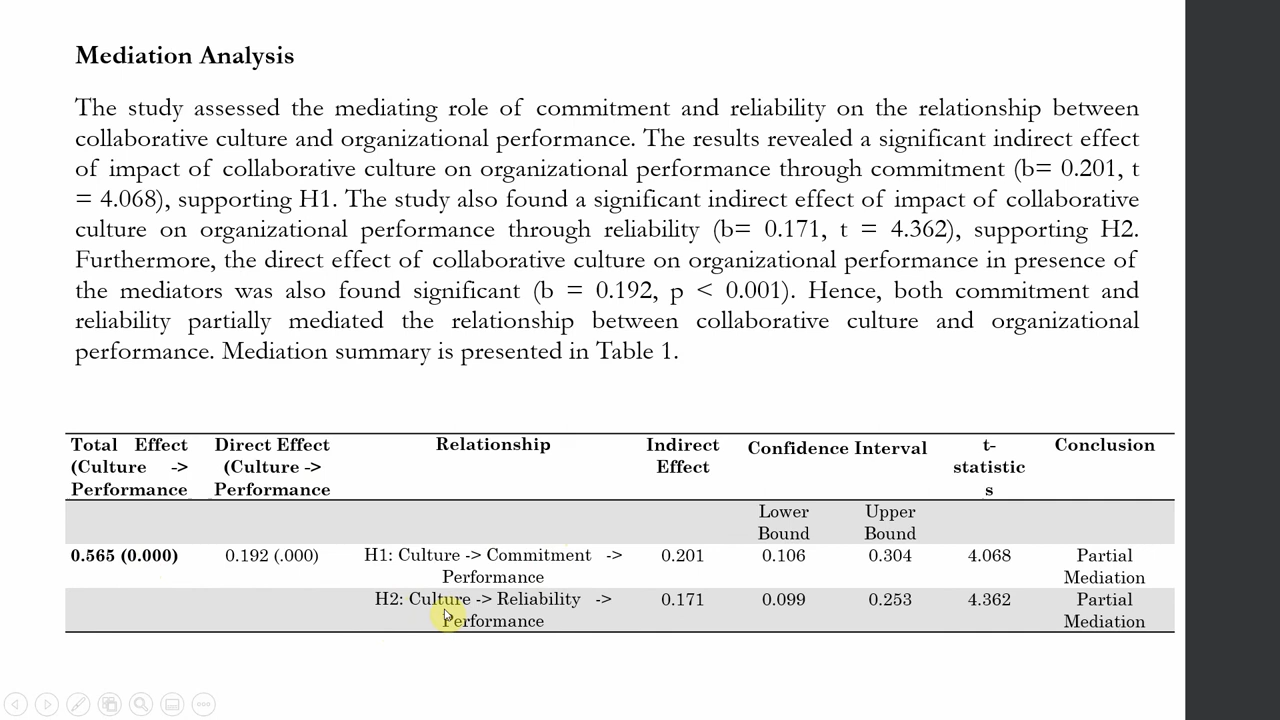 Mediation Analysis
The study assessed the mediating role of commitment and reliability on the relationship between
collaborative culture and organizational performance. The results revealed a significant indirect effect
of impact of collaborative culture on organizational performance through commitment (b= 0.201, t
= 4.068), supporting H1. The study also found a significant indirect effect of impact of collaborative
culture on organizational performance through reliability (b= 0.171, t = 4.362), supporting H2.
Furthermore, the direct effect of collaborative culture on organizational performance in presence of
the mediators was also found significant (b = 0.192, p < 0.001). Hence, both commitment and
reliability partially mediated the relationship between collaborative culture and organizational
performance. Mediation summary is presented in Table 1.
Total Effect Direct Effect Relationship Indirect Confidence Interval t- Conclusion
(Culture -> (Culture -> Effect statistic
Performance Performance s
Lower Upper
Bound Bound
0.565 (0.000) 0.192 (.000) H1: Culture -> Commitment -> 0.201 0.106 0.304 4.068 Partial
Performance Mediation
H2: Culture -> Reliability -> 0.171 0.099 0.253 4.362 Partial
Performance Mediation